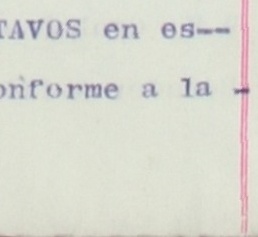 TAVOS en es--
onforme a la -